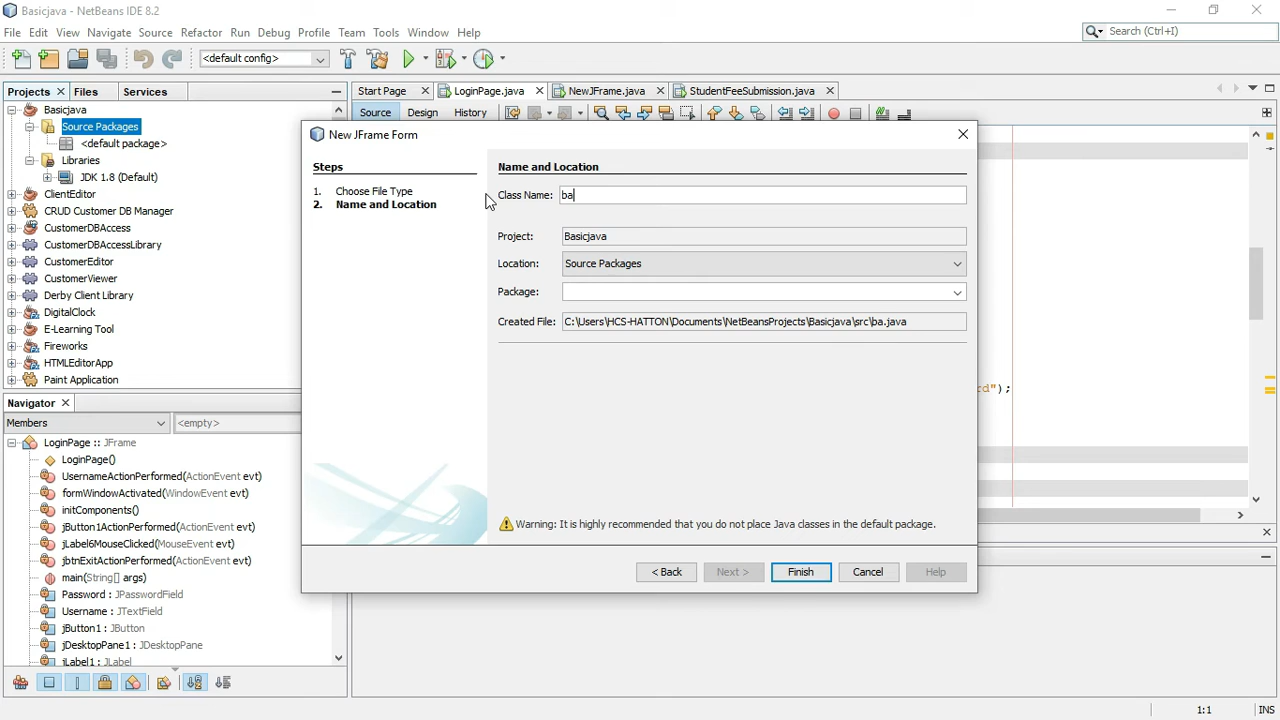 Basicjava - NetBeans IDE 8.2
File Edit View Navigate Source Refactor Run Debug Profile Team Tools Window Help
Search (Ctrl+I)
<default config>
Projects Files Services
Start Page LoginPage.java NewJFrame.java StudentFeeSubmission.java
Source Design History
Basicjava
Source Packages
<default package>
Libraries
JDK 1.8 (Default)
ClientEditor
CRUD Customer DB Manager
CustomerDBAccess
CustomerDBAccessLibrary
CustomerEditor
CustomerViewer
Derby Client Library
DigitalClock
E-Learning Tool
Fireworks
HTMLEditorApp
Paint Application
Navigator
Members
<empty>
LoginPage :: JFrame
LoginPage()
UsernameActionPerformed(ActionEvent evt)
formWindowActivated(WindowEvent evt)
initComponents()
jButton1ActionPerformed(ActionEvent evt)
jLabel6MouseClicked(MouseEvent evt)
jbtnExitActionPerformed(ActionEvent evt)
main(String[] args)
Password : JPasswordField
Username : JTextField
jButton1 : JButton
jDesktopPane1 : JDesktopPane
jLabel1 : JLabel
New JFrame Form
Steps
1. Choose File Type
2. Name and Location
Name and Location
Class Name: ba
Project: Basicjava
Location: Source Packages
Package:
Created File: C:\Users\HCS-HATTON\Documents\NetBeansProjects\Basicjava\src\ba.java
Warning: It is highly recommended that you do not place Java classes in the default package.
< Back Next > Finish Cancel Help
rd");
1:1 INS